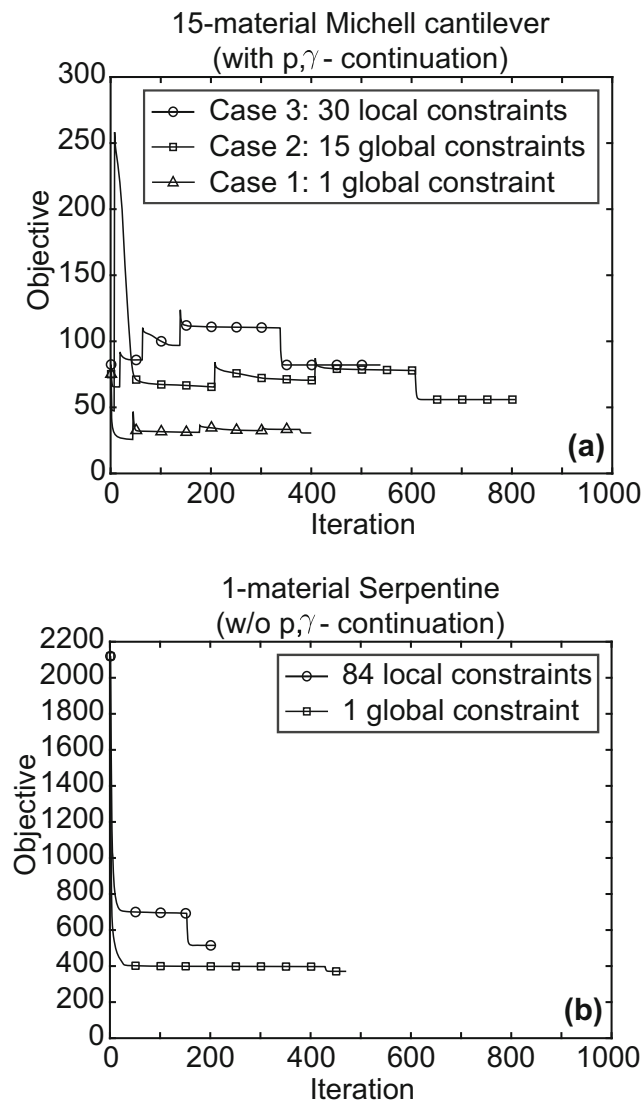 15-material Michell cantilever
(with p,γ - continuation)
300
250
200
150
100
50
0
Objective
Case 3: 30 local constraints
Case 2: 15 global constraints
Case 1: 1 global constraint
(a)
0 200 400 600 800 1000
Iteration
1-material Serpentine
(w/o p,γ - continuation)
2200
2000
1800
1600
1400
1200
1000
800
600
400
200
0
Objective
84 local constraints
1 global constraint
(b)
0 200 400 600 800 1000
Iteration